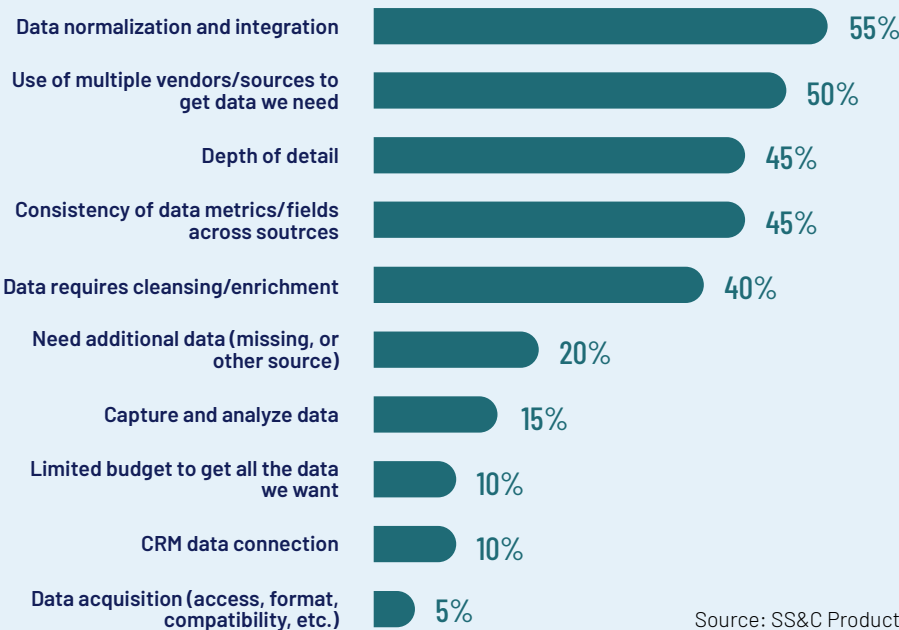 Data normalization and integration
55%
Use of multiple vendors/sources to
get data we need
50%
Depth of detail
45%
Consistency of data metrics/fields
across soutrces
45%
Data requires cleansing/enrichment
40%
Need additional data (missing, or
other source)
20%
Capture and analyze data
15%
Limited budget to get all the data
we want
10%
CRM data connection
10%
Data acquisition (access, format,
compatibility, etc.)
5%
Source: SS&C Product